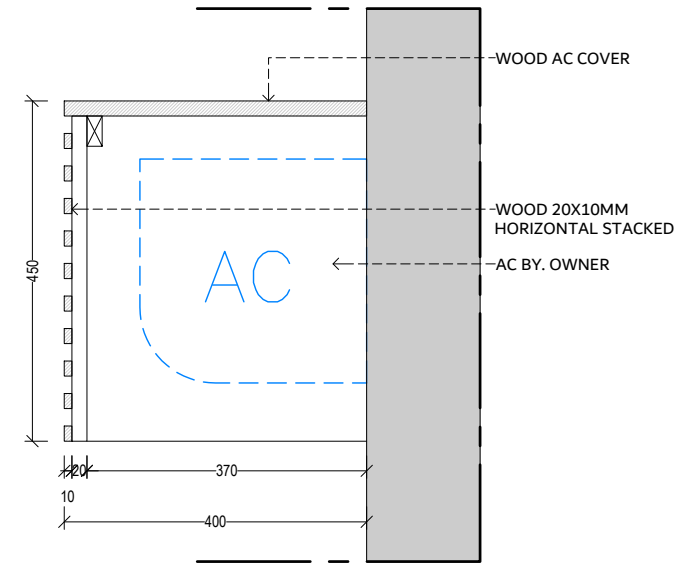 WOOD AC COVER
WOOD 20X10MM
HORIZONTAL STACKED
AC BY. OWNER
AC
450
20
370
10
400